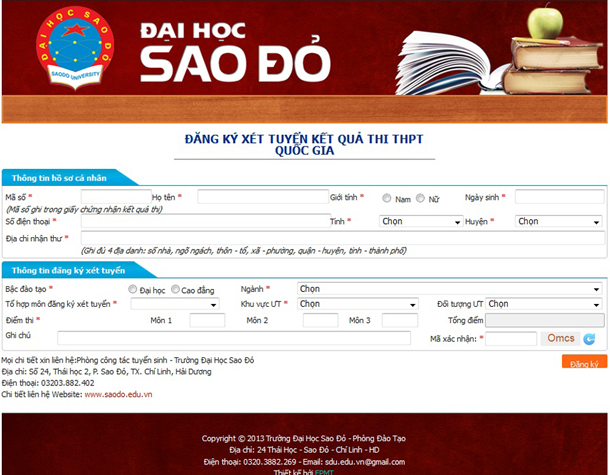 ĐẠI HỌC SAO ĐỎ
SAODO UNIVERSITY
ĐẠI HỌC
SAO ĐỎ
ĐĂNG KÝ XÉT TUYỂN KẾT QUẢ THI THPT
QUỐC GIA
Thông tin hồ sơ cá nhân
Mã số * Họ tên * Giới tính * Nam Nữ Ngày sinh *
(Mã số ghi trong giấy chứng nhận kết quả thi)
Số điện thoại * Tỉnh * Chọn Huyện * Chọn
Địa chỉ nhận thư *
(Ghi đủ 4 địa danh: số nhà, ngõ ngách, thôn - tổ, xã - phường, quận - huyện, tỉnh - thành phố)
Thông tin đăng ký xét tuyển
Bậc đào tạo * Đại học Cao đẳng Ngành * Chọn
Tổ hợp môn đăng ký xét tuyển * Khu vực ƯT * Chọn Đối tượng ƯT Chọn
Điểm thi * Môn 1 Môn 2 Môn 3 Tổng điểm
Ghi chú Mã xác nhận: * Omcs
Mọi chi tiết xin liên hệ:Phòng công tác tuyển sinh - Trường Đại Học Sao Đỏ Đăng ký
Địa chỉ: Số 24, Thái học 2, P. Sao Đỏ, TX. Chí Linh, Hải Dương
Điện thoại: 03203.882.402
Chi tiết liên hệ Website: www.saodo.edu.vn
Copyright © 2013 Trường Đại Học Sao Đỏ - Phòng Đào Tạo
Địa chỉ: 24 Thái Học - Sao Đỏ - Chí Linh - HD
Điện thoại: 0320.3882.269 - Email: sdu.edu.vn@gmail.com
Thiết kế bởi FPMT